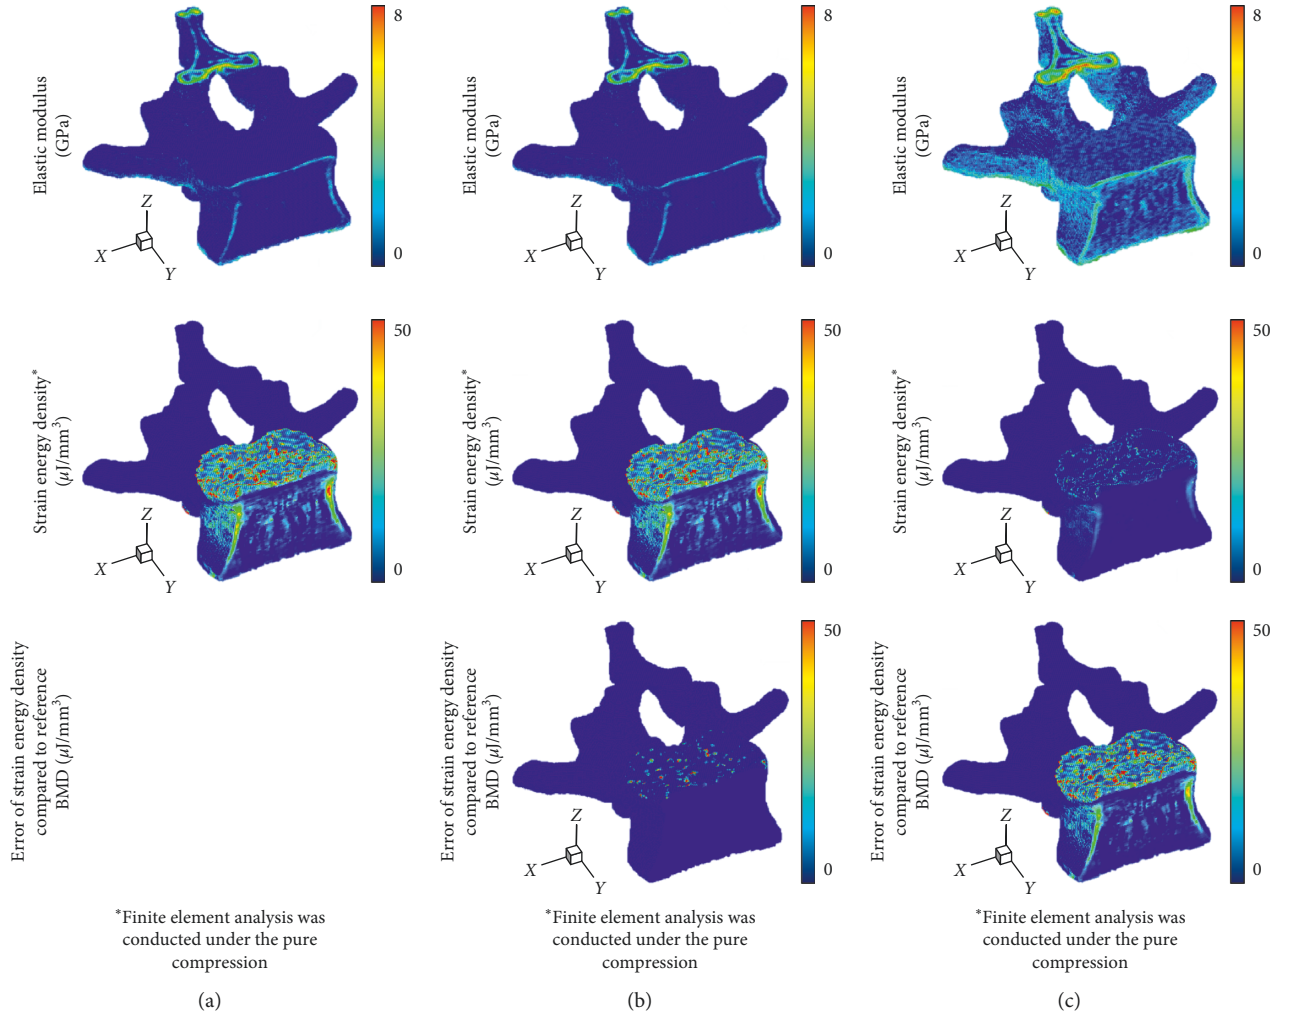 Elastic modulus
(GPa)
8
0
Z
X
Y
Elastic modulus
(GPa)
8
0
Z
X
Y
Elastic modulus
(GPa)
8
0
Z
X
Y
Strain energy density*
(μJ/mm³)
50
0
Z
X
Y
Strain energy density*
(μJ/mm³)
50
0
Z
X
Y
Strain energy density*
(μJ/mm³)
50
0
Z
X
Y
Error of strain energy density
compared to reference
BMD (μJ/mm³)
Error of strain energy density
compared to reference
BMD (μJ/mm³)
50
0
Z
X
Y
Error of strain energy density
compared to reference
BMD (μJ/mm³)
50
0
Z
X
Y
*Finite element analysis was
conducted under the pure
compression
(a)
*Finite element analysis was
conducted under the pure
compression
(b)
*Finite element analysis was
conducted under the pure
compression
(c)